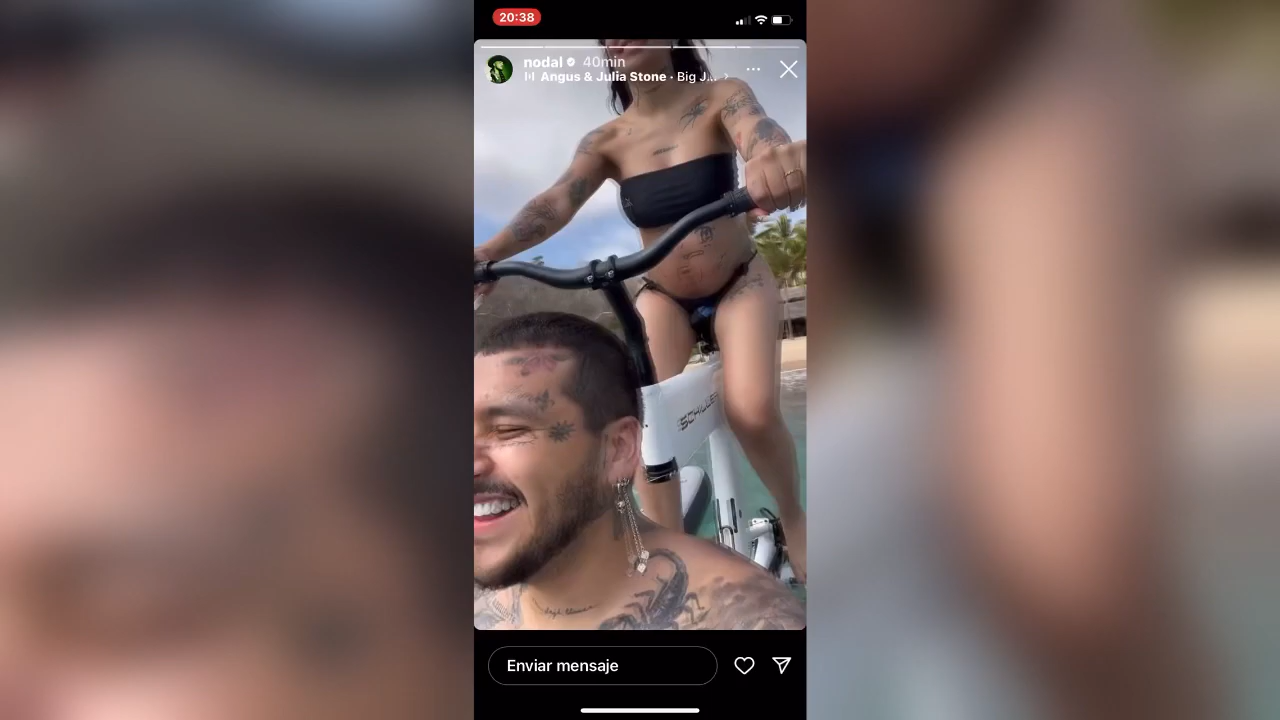 20:38
nodal 40min
Angus & Julia Stone · Big J... ›
SCHILLER
Enviar mensaje